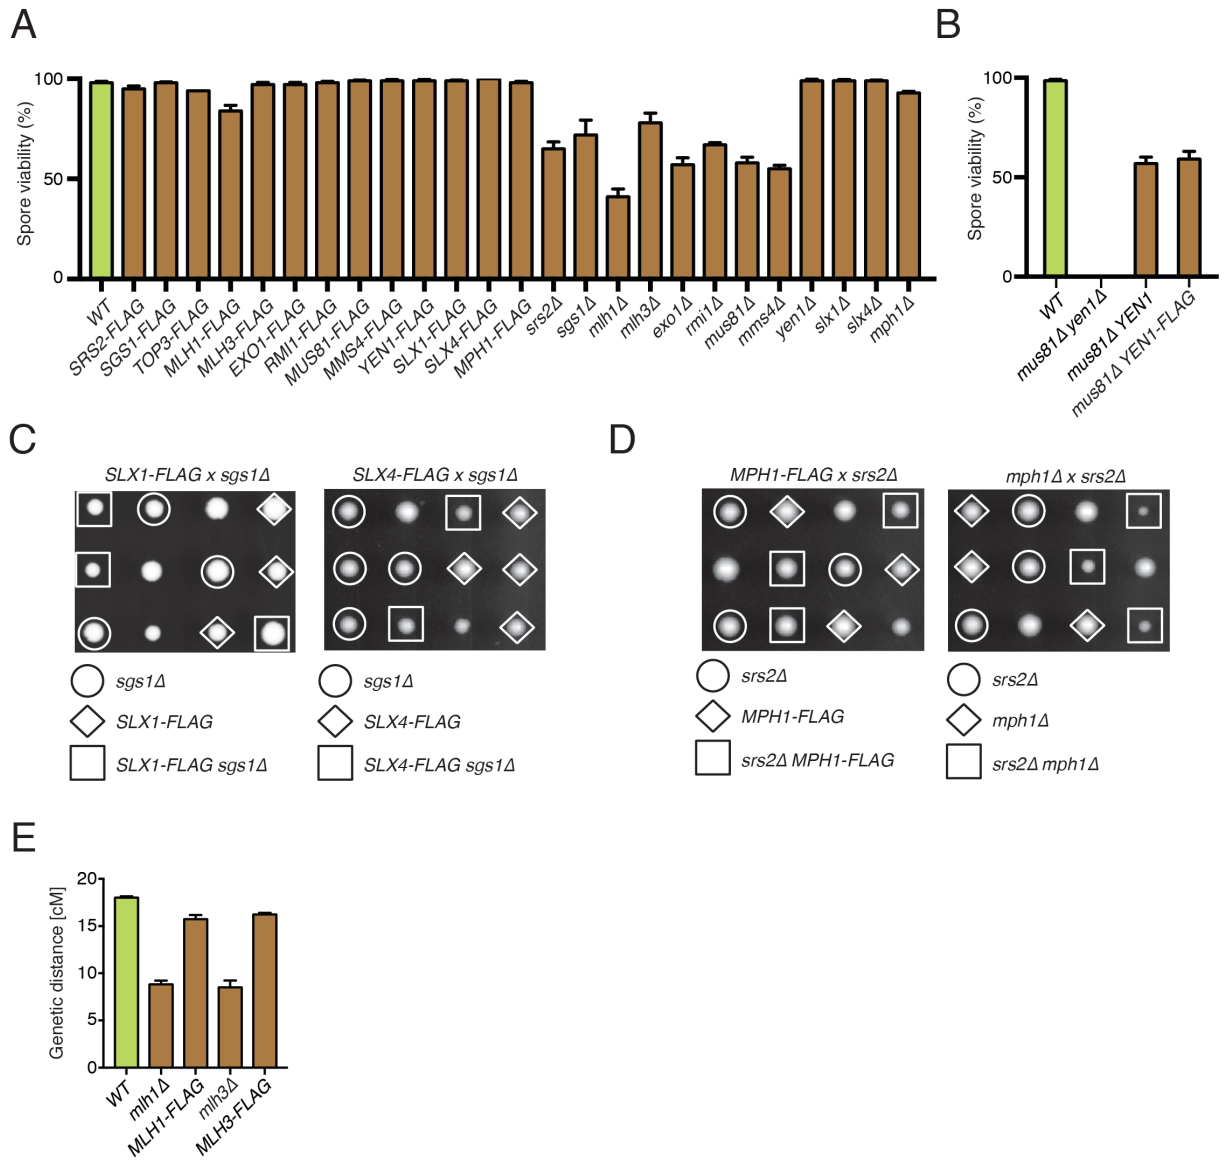 A
Spore viability (%)
100
50
0
WT
SRS2-FLAG
SGS1-FLAG
TOP3-FLAG
MLH1-FLAG
MLH3-FLAG
EXO1-FLAG
RMI1-FLAG
MUS81-FLAG
MMS4-FLAG
YEN1-FLAG
SLX1-FLAG
SLX4-FLAG
MPH1-FLAG
srs2Δ
sgs1Δ
mlh1Δ
mlh3Δ
exo1Δ
rmi1Δ
mus81Δ
mms4Δ
yen1Δ
slx1Δ
slx4Δ
mph1Δ
B
Spore viability (%)
100
50
0
WT
mus81Δ yen1Δ
mus81Δ YEN1
mus81Δ YEN1-FLAG
C
SLX1-FLAG x sgs1Δ
sgs1Δ
SLX1-FLAG
SLX1-FLAG sgs1Δ
SLX4-FLAG x sgs1Δ
sgs1Δ
SLX4-FLAG
SLX4-FLAG sgs1Δ
D
MPH1-FLAG x srs2Δ
srs2Δ
MPH1-FLAG
srs2Δ MPH1-FLAG
mph1Δ x srs2Δ
srs2Δ
mph1Δ
srs2Δ mph1Δ
E
Genetic distance [cM]
20
15
10
5
0
WT
mlh1Δ
MLH1-FLAG
mlh3Δ
MLH3-FLAG